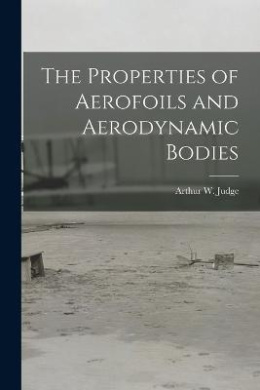 The Properties of
Aerofoils and
Aerodynamic
Bodies
Arthur W. Judge